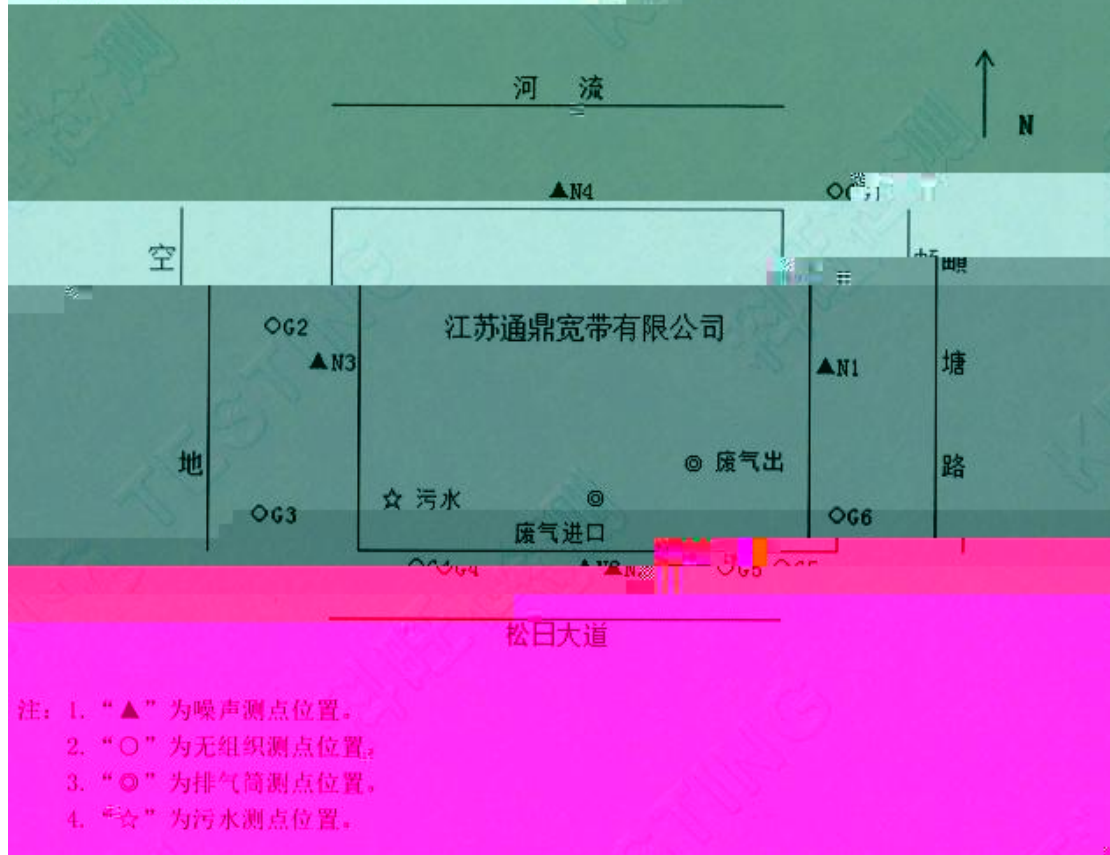 河 流
N
▲N4
空
◇G2
江苏通鼎宽带有限公司
▲N3
▲N1
塘
地
◎ 废气出
路
☆ 污水
◎
◇G3
◇G6
废气进口
松日大道
注: 1. “▲” 为噪声测点位置。
2. “○” 为无组织测点位置。
3. “◎” 为排气筒测点位置。
4. “☆” 为污水测点位置。